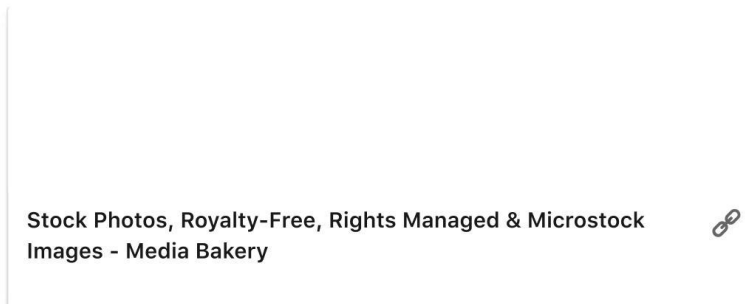 Stock Photos, Royalty-Free, Rights Managed & Microstock
Images - Media Bakery